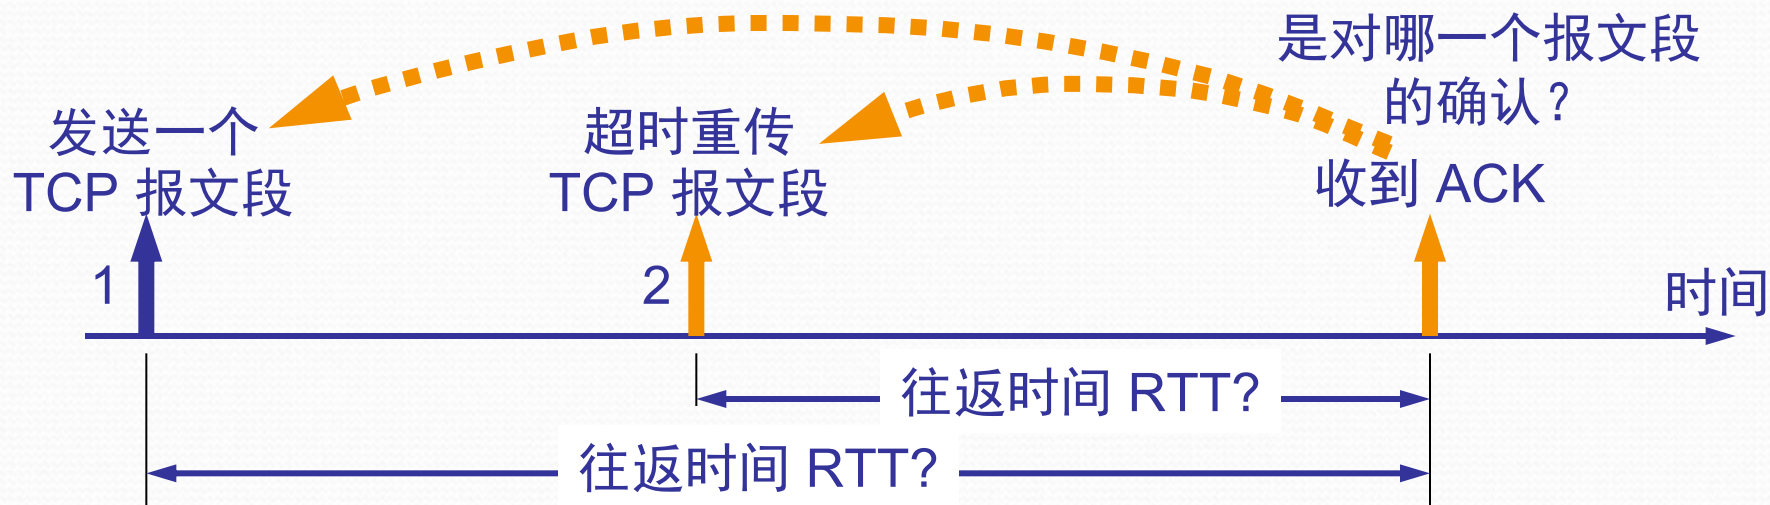 是对哪一个报文段
的确认?
发送一个
TCP 报文段
超时重传
TCP 报文段
收到 ACK
1
2
时间
往返时间 RTT?
往返时间 RTT?